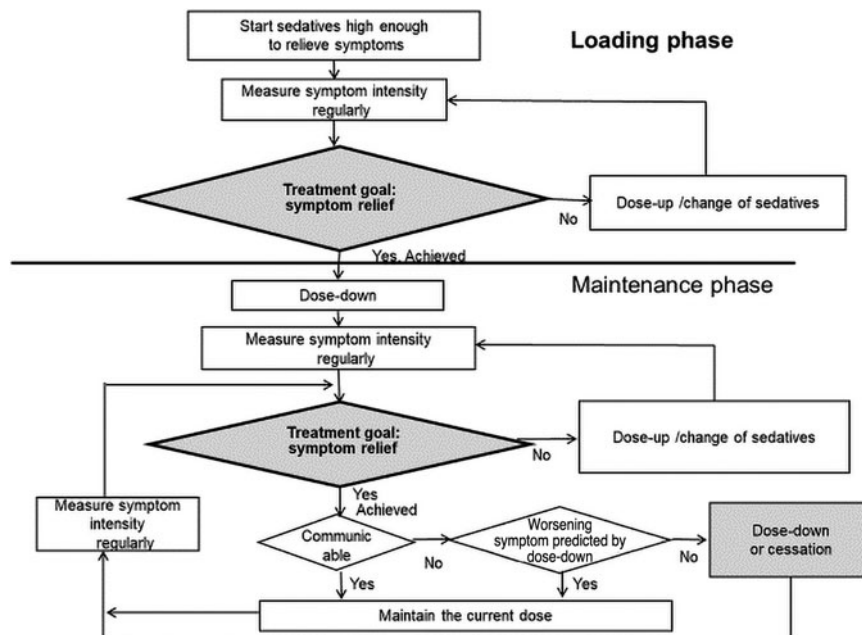 Start sedatives high enough
to relieve symptoms
Loading phase
Measure symptom intensity
regularly
Treatment goal:
symptom relief
No
Dose-up /change of sedatives
Yes, Achieved
Maintenance phase
Dose-down
Measure symptom intensity
regularly
Treatment goal:
symptom relief
No
Dose-up /change of sedatives
Yes
Achieved
Measure symptom
intensity
regularly
Communic
able
No
Worsening
symptom predicted by
dose-down
No
Dose-down
or cessation
Yes
Yes
Maintain the current dose